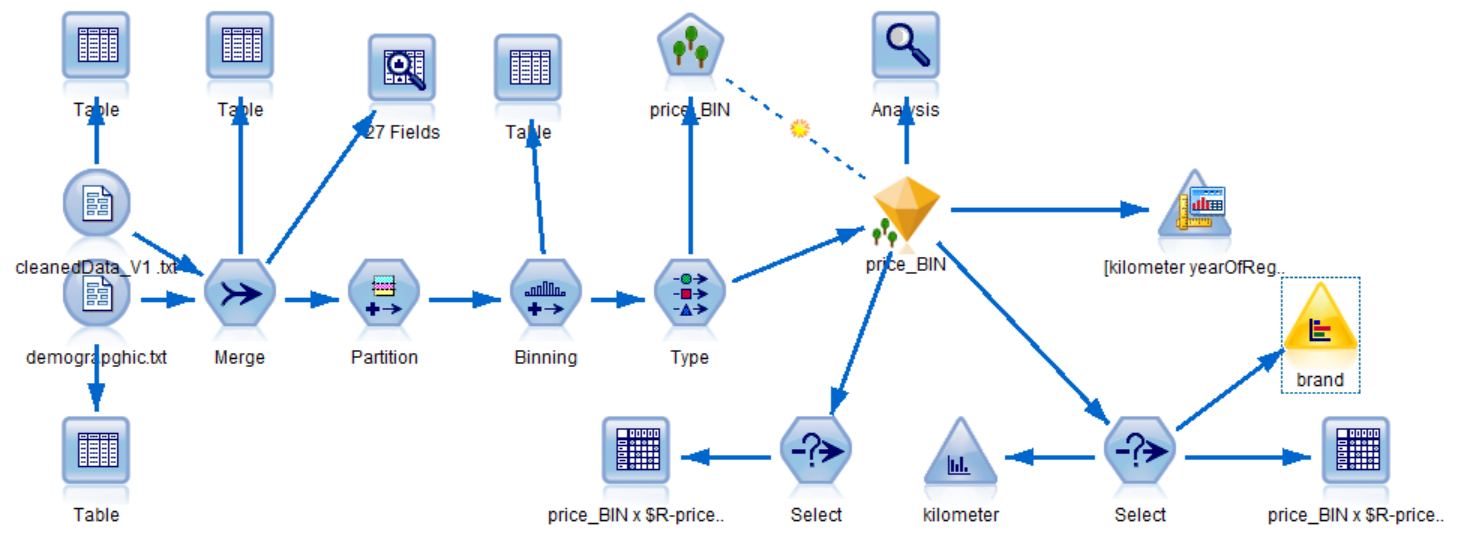 Table
Table
27 Fields
Table
price_BIN
Analysis
cleanedData_V1 .txt
price_BIN
[kilometer yearOfReg..
demograpghic.txt
Merge
Partition
Binning
Type
brand
Table
price_BIN x $R-price..
Select
kilometer
Select
price_BIN x $R-price..